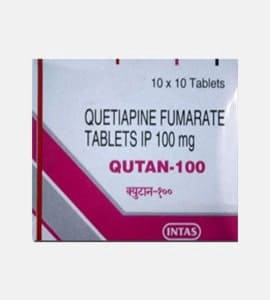 10 x 10 Tablets
QUETIAPINE FUMARATE
TABLETS IP 100 mg
QUTAN-100
क्युटान-१००
INTAS